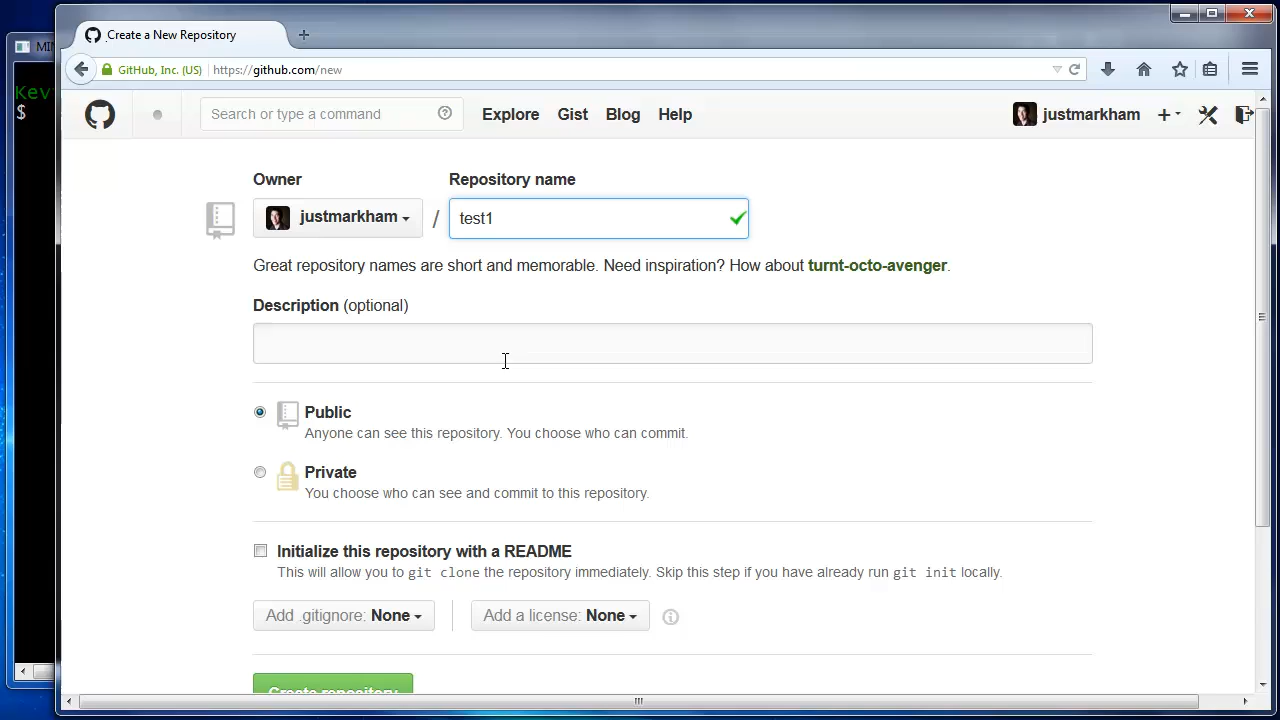 Create a New Repository
MI
GitHub, Inc. (US) https://github.com/new
Kev
$
Search or type a command Explore Gist Blog Help justmarkham
Owner Repository name
justmarkham / test1
Great repository names are short and memorable. Need inspiration? How about turnt-octo-avenger.
Description (optional)
Public
Anyone can see this repository. You choose who can commit.
Private
You choose who can see and commit to this repository.
Initialize this repository with a README
This will allow you to git clone the repository immediately. Skip this step if you have already run git init locally.
Add .gitignore: None Add a license: None
Create repository